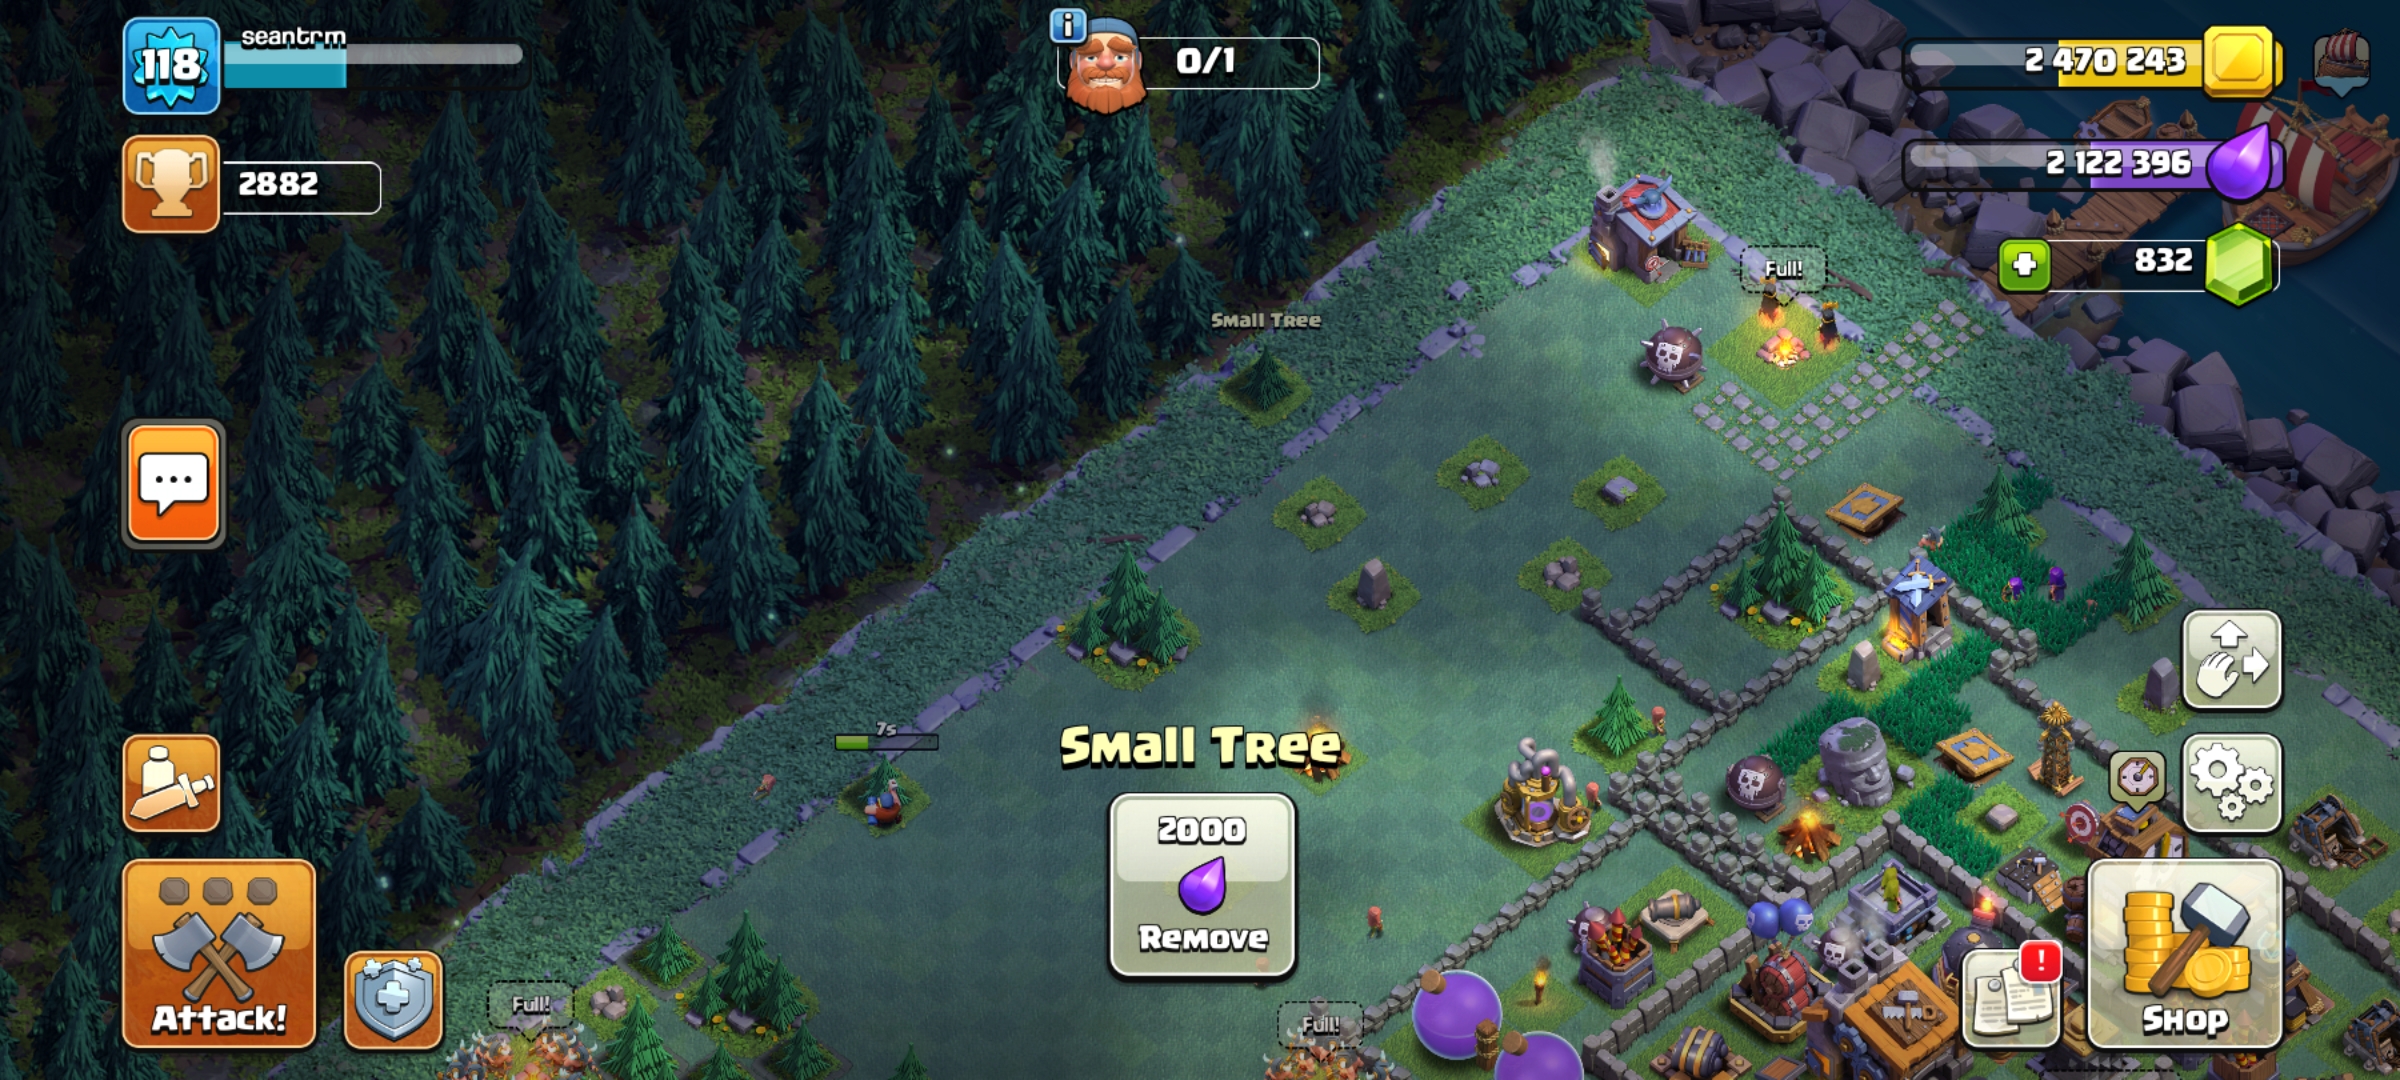 118
seantrm
i
0/1
2 470 243
2882
2 122 396
Full!
832
Small Tree
7s
Small Tree
2000
Remove
Attack!
Full!
Full!
!
Shop